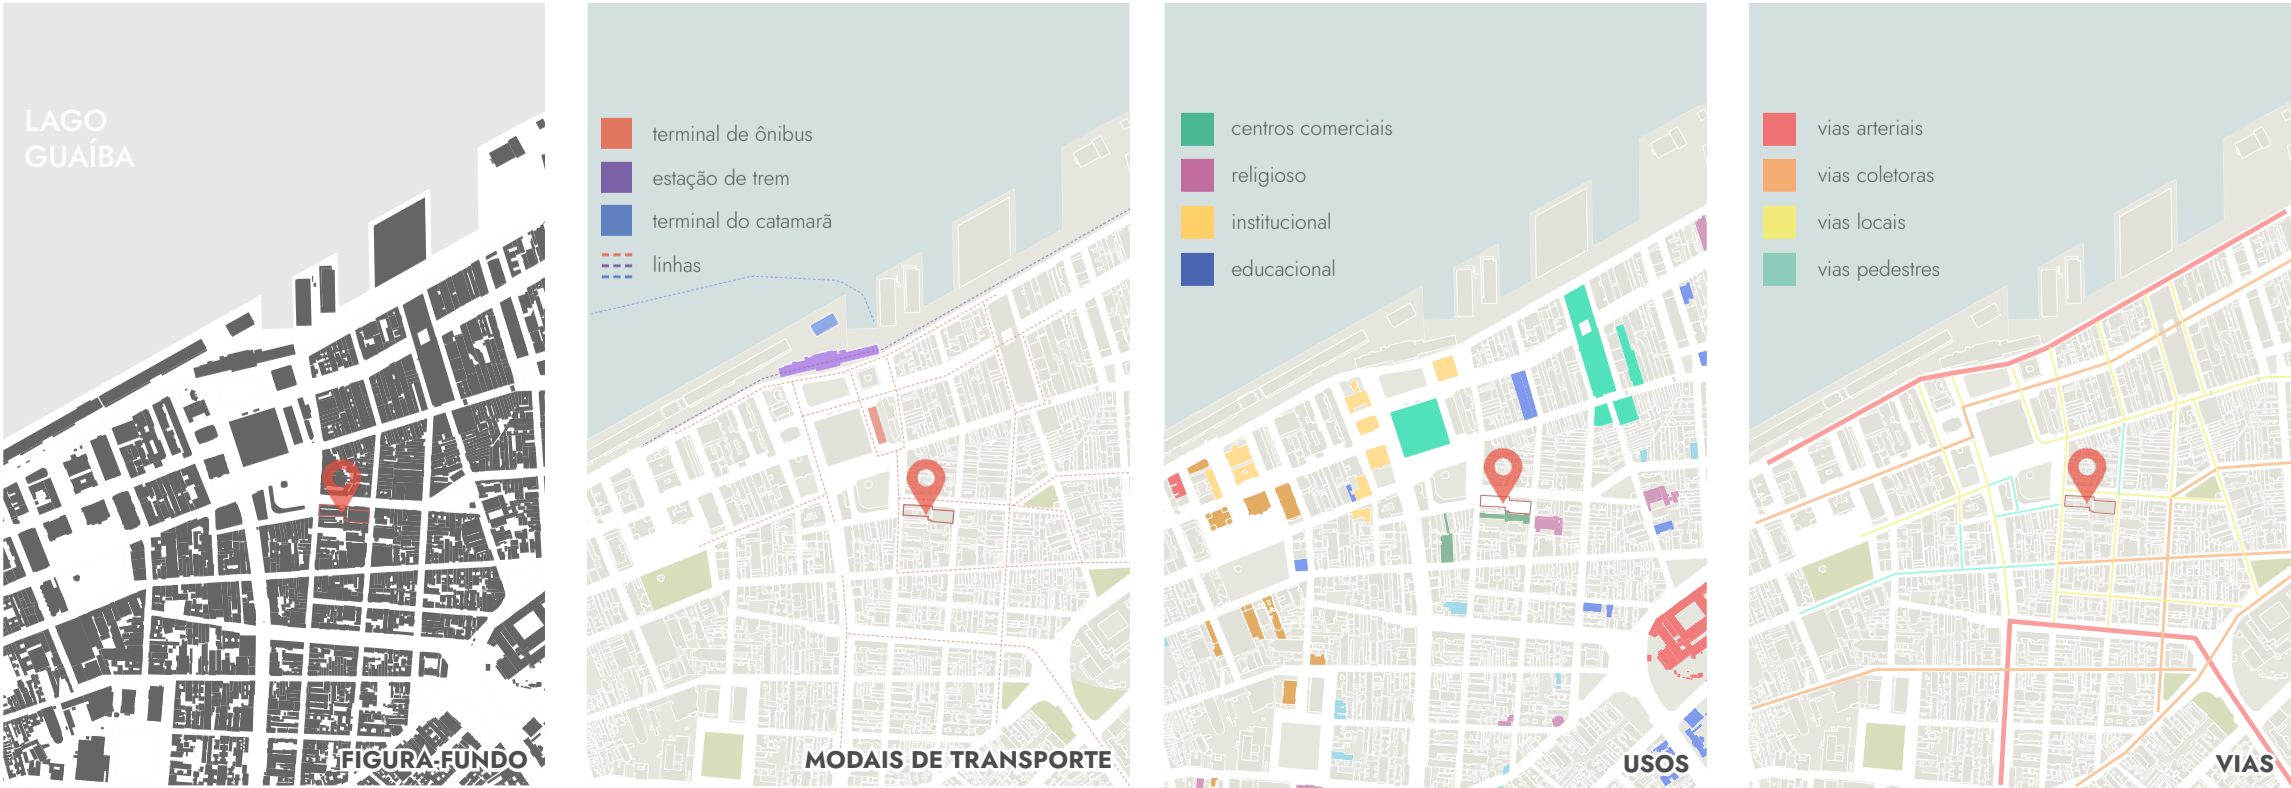 LAGO
GUAÍBA
FIGURA-FUNDO
terminal de ônibus
estação de trem
terminal do catamarã
linhas
MODAIS DE TRANSPORTE
centros comerciais
religioso
institucional
educacional
USOS
vias arteriais
vias coletoras
vias locais
vias pedestres
VIAS